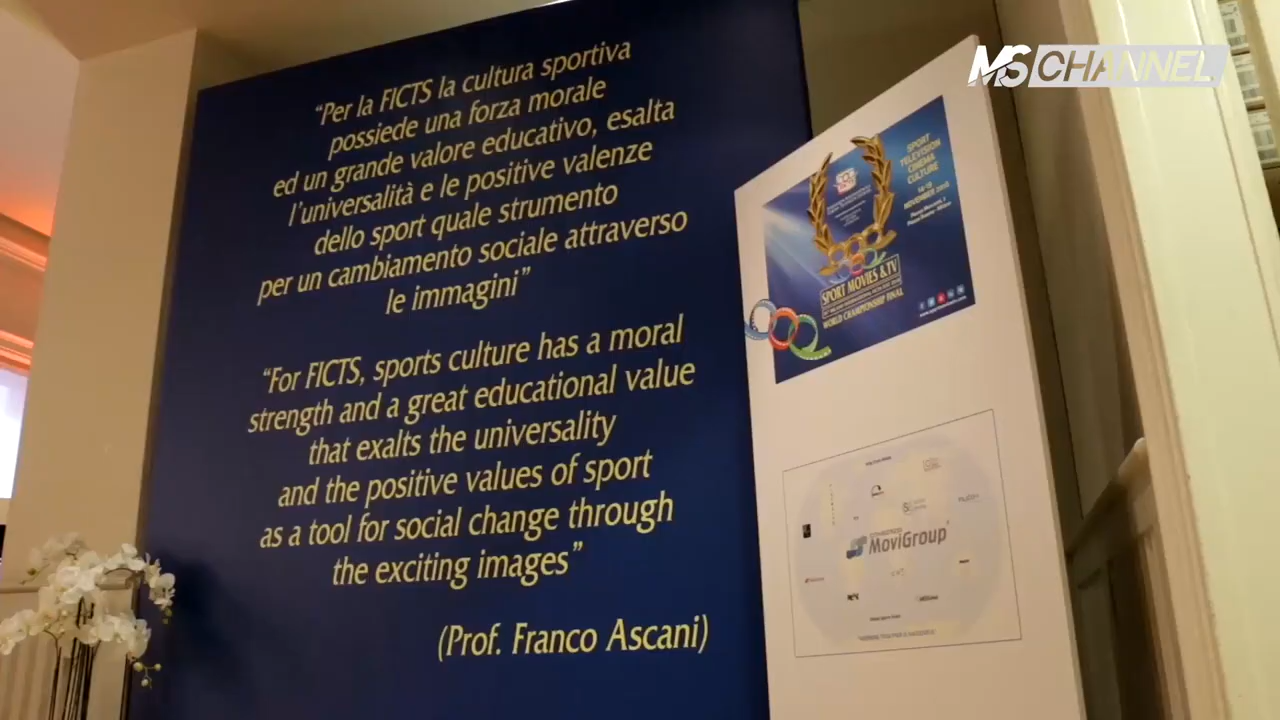 MS CHANNEL
“Per la FICTS la cultura sportiva
possiede una forza morale
ed un grande valore educativo, esalta
l’universalità e le positive valenze
dello sport quale strumento
per un cambiamento sociale attraverso
le immagini”
“For FICTS, sports culture has a moral
strength and a great educational value
that exalts the universality
and the positive values of sport
as a tool for social change through
the exciting images”
(Prof. Franco Ascani)
SPORT
TELEVISION
CINEMA
CULTURE
NOVEMBER 2018
SPORT MOVIES & TV
WORLD CHAMPIONSHIP FINAL
MoviGroup